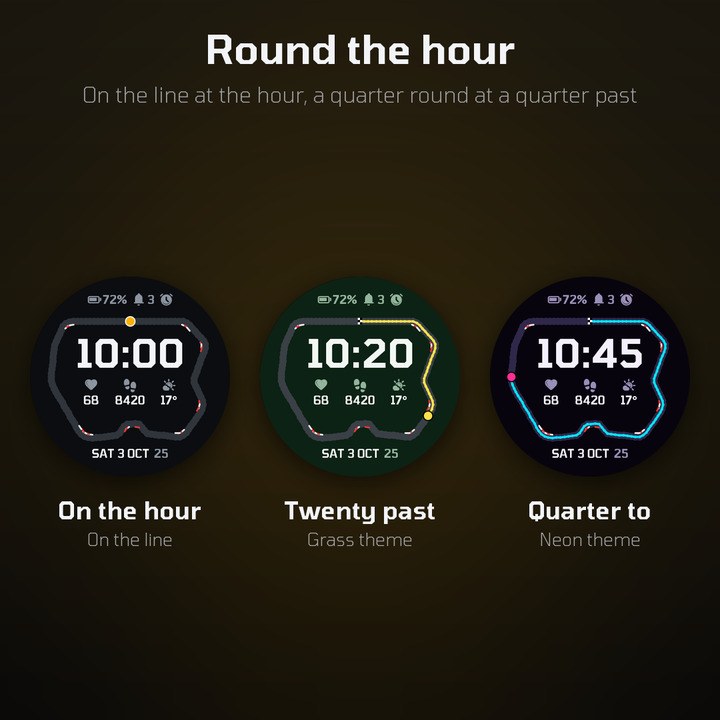 Round the hour
On the line at the hour, a quarter round at a quarter past
72% 3
10:00
68 8420 17°
SAT 3 OCT 25
On the hour
On the line
72% 3
10:20
68 8420 17°
SAT 3 OCT 25
Twenty past
Grass theme
72% 3
10:45
68 8420 17°
SAT 3 OCT 25
Quarter to
Neon theme